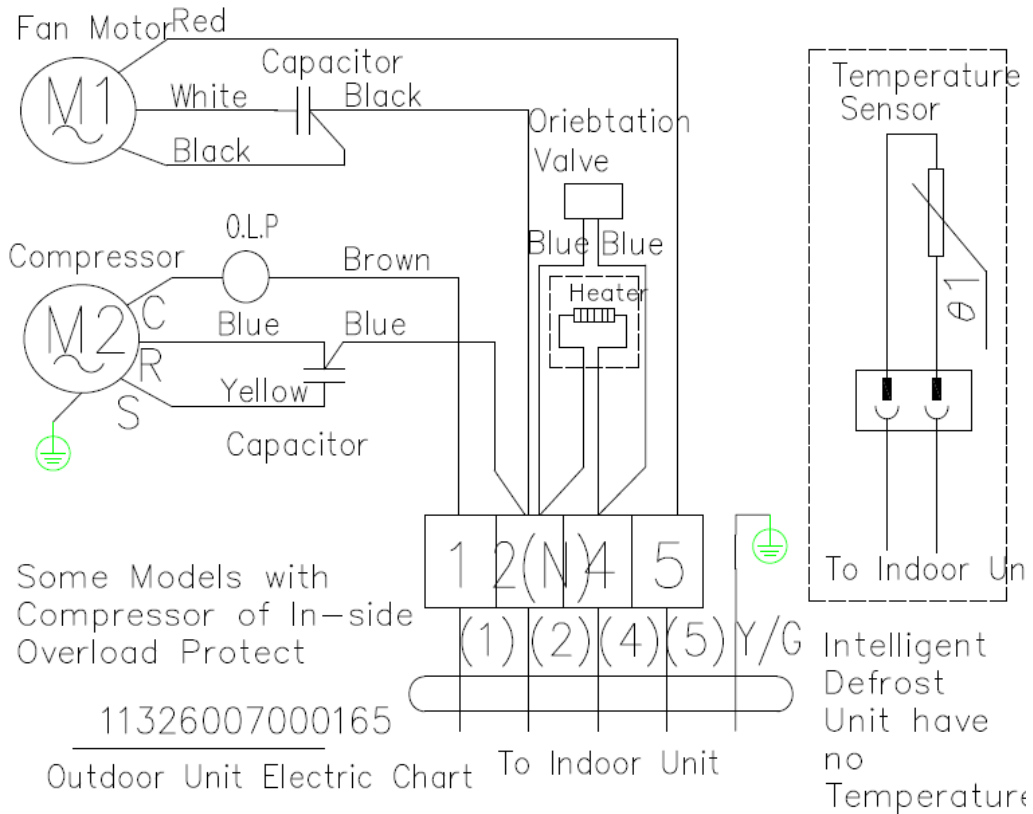 Fan Motor
Red
Capacitor
M1
White
Black
Black
Oriebtation
Valve
Blue Blue
Heater
O.L.P
Compressor
Brown
M2
C
Blue
Blue
R
Yellow
S
Capacitor
1 2(N) 4 5
(1) (2) (4) (5) Y/G
To Indoor Unit
Some Models with
Compressor of In-side
Overload Protect
11326007000165
Outdoor Unit Electric Chart
Temperature
Sensor
θ1
To Indoor Un
Intelligent
Defrost
Unit have
no
Temperature